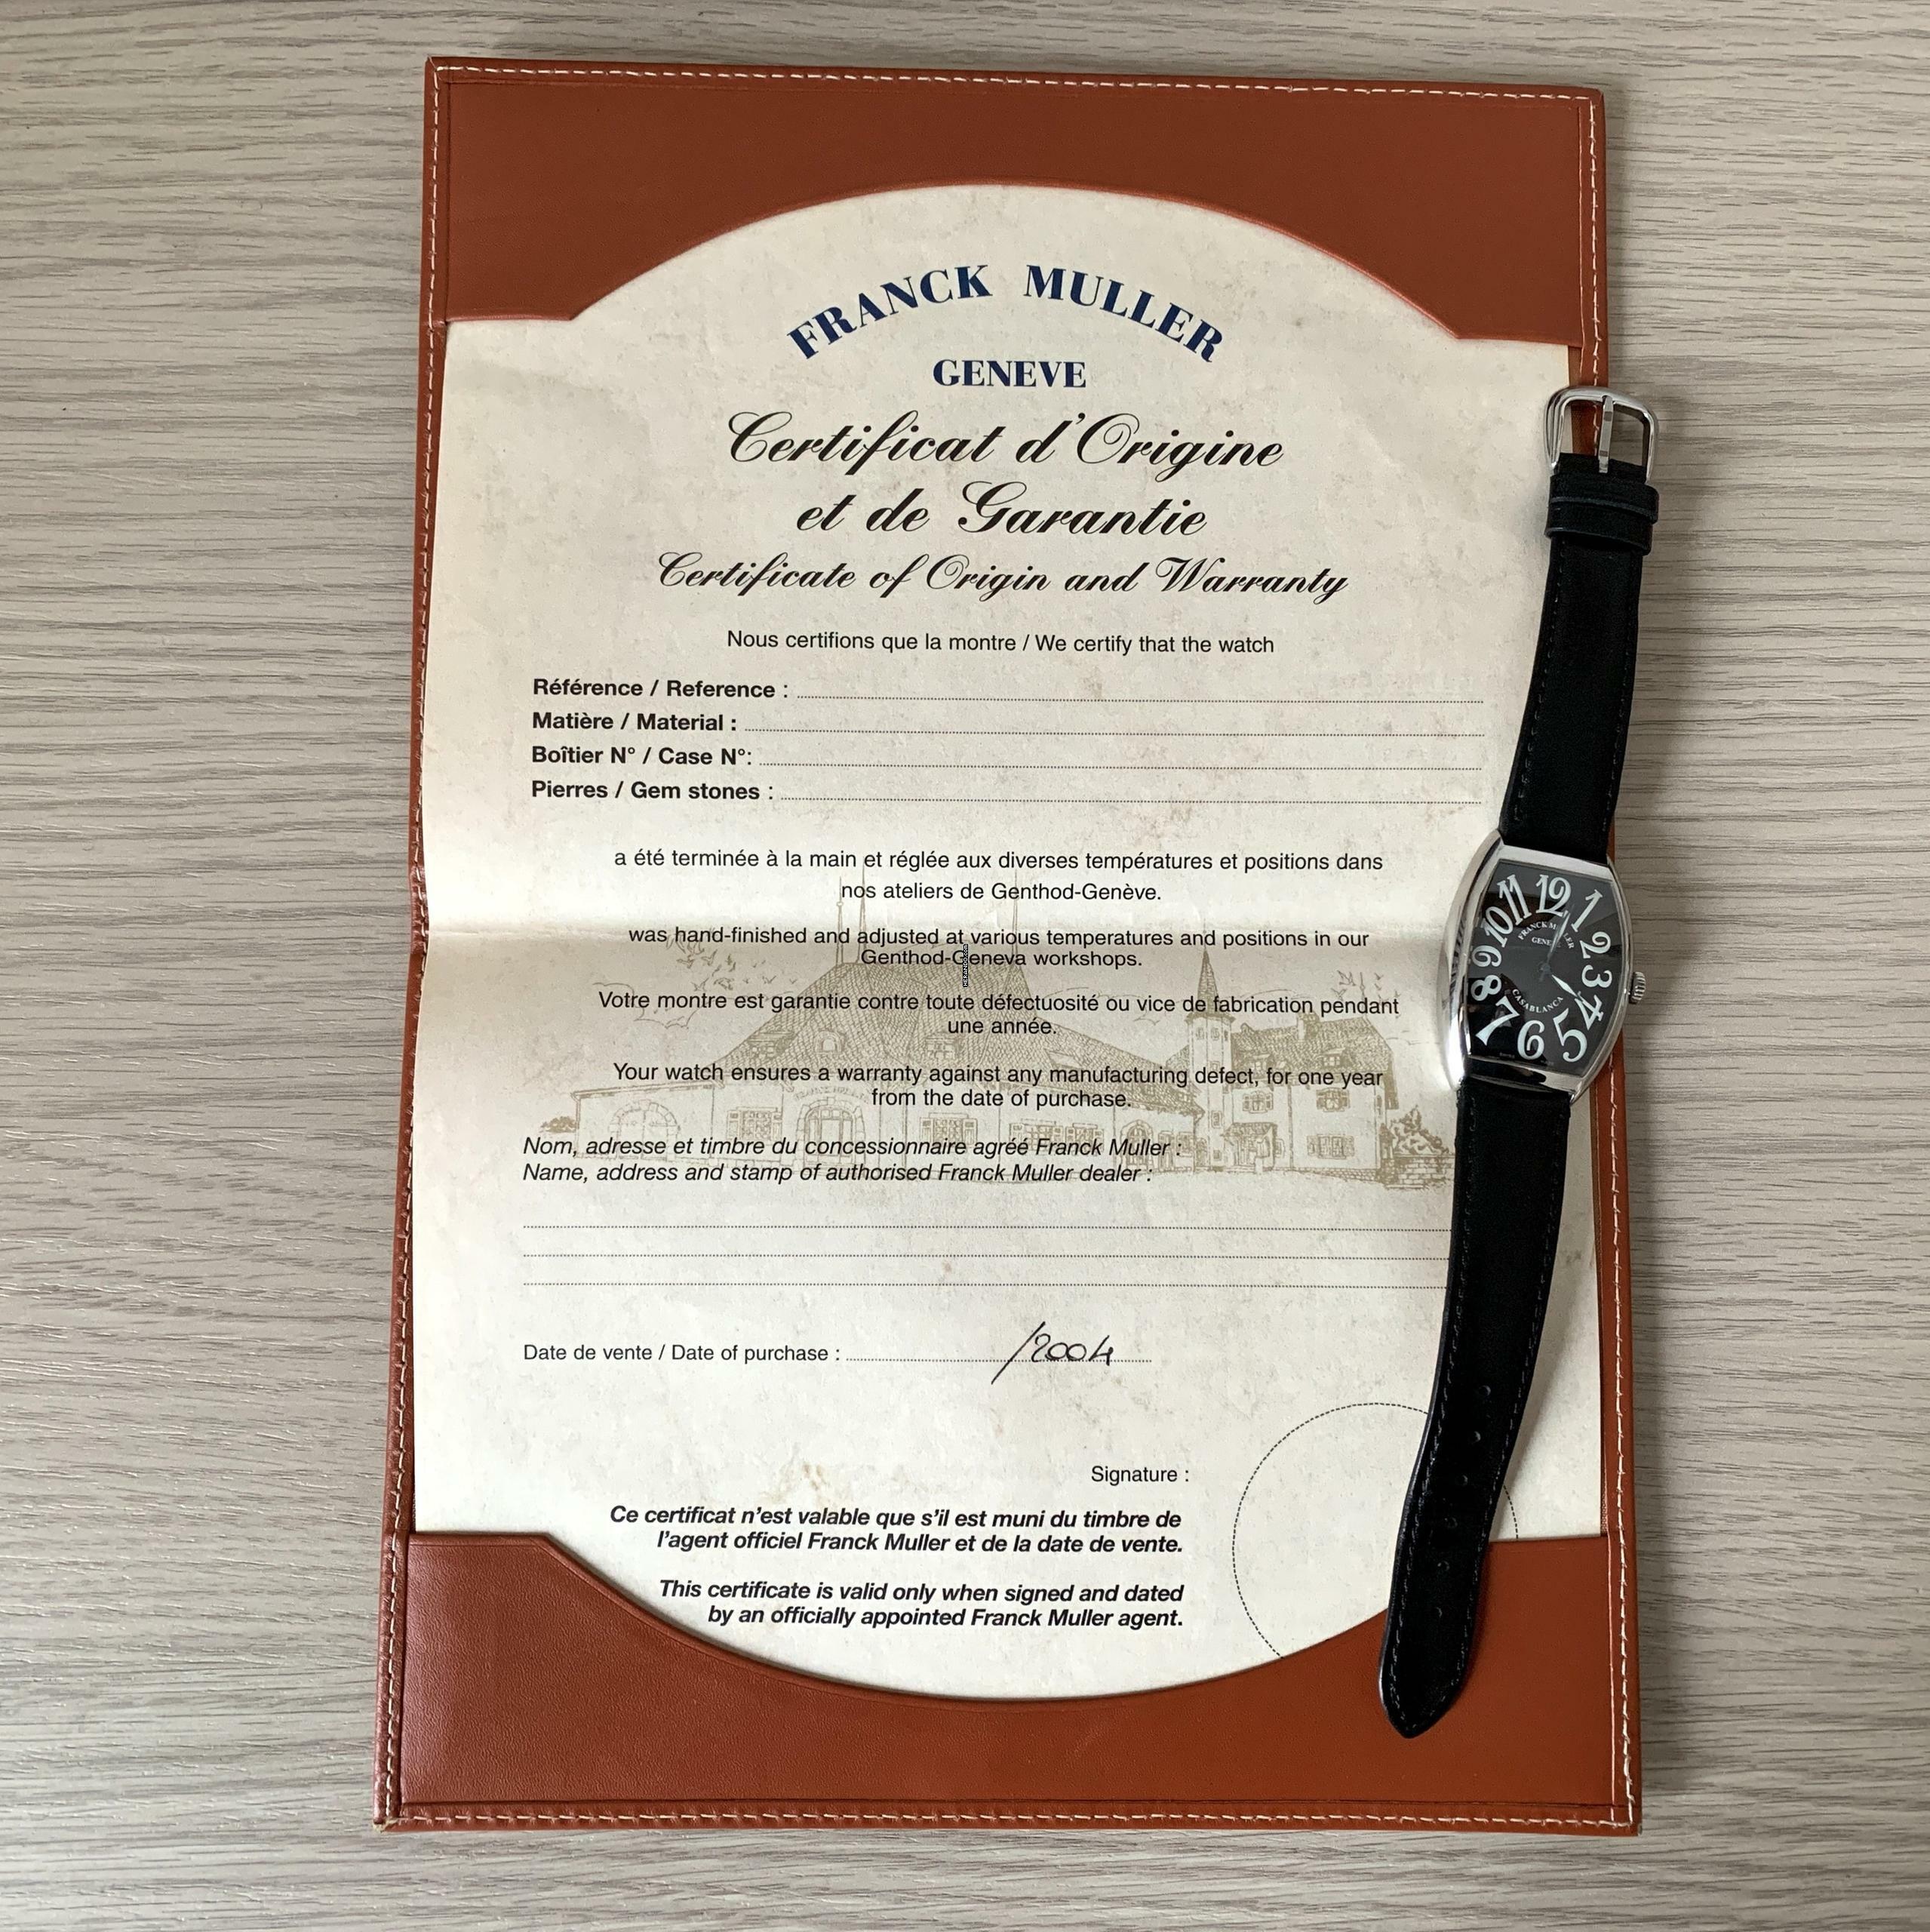 FRANCK MULLER
GENEVE
Certificat d'Origine
et de Garantie
Certificate of Origin and Warranty
Nous certifions que la montre / We certify that the watch
Référence / Reference :
Matière / Material :
Boîtier N° / Case N°:
Pierres / Gem stones :
a été terminée à la main et réglée aux diverses températures et positions dans
nos ateliers de Genthod-Genève.
was hand-finished and adjusted at various temperatures and positions in our
Genthod-Geneva workshops.
Votre montre est garantie contre toute défectuosité ou vice de fabrication pendant
une année.
Your watch ensures a warranty against any manufacturing defect, for one year
from the date of purchase.
Nom, adresse et timbre du concessionnaire agréé Franck Muller :
Name, address and stamp of authorised Franck Muller dealer :
Date de vente / Date of purchase : /2004
Signature :
Ce certificat n'est valable que s'il est muni du timbre de
l'agent officiel Franck Muller et de la date de vente.
This certificate is valid only when signed and dated
by an officially appointed Franck Muller agent.
11 12 1
10 2
9 3
8 4
7 6 5
FRANCK MULLER
GENEVE
CASABLANCA